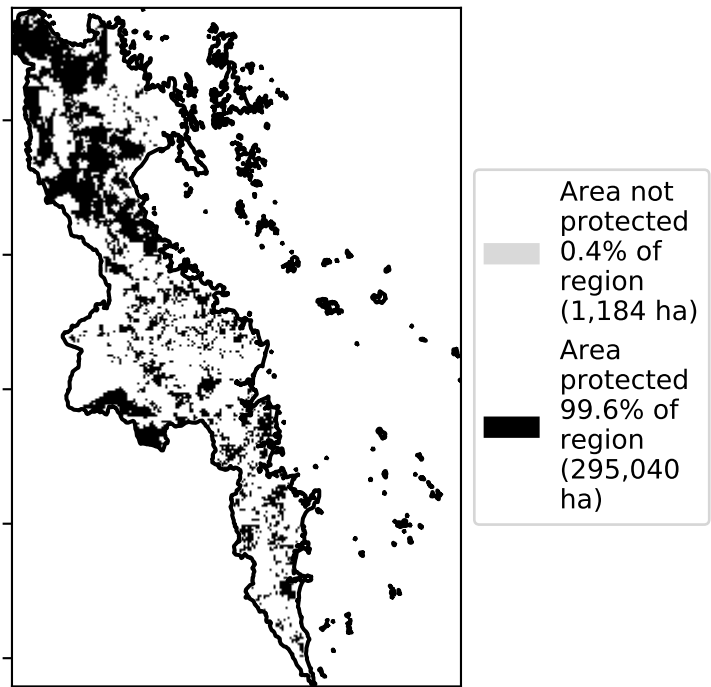 Area not
protected
0.4% of
region
(1,184 ha)
Area
protected
99.6% of
region
(295,040
ha)